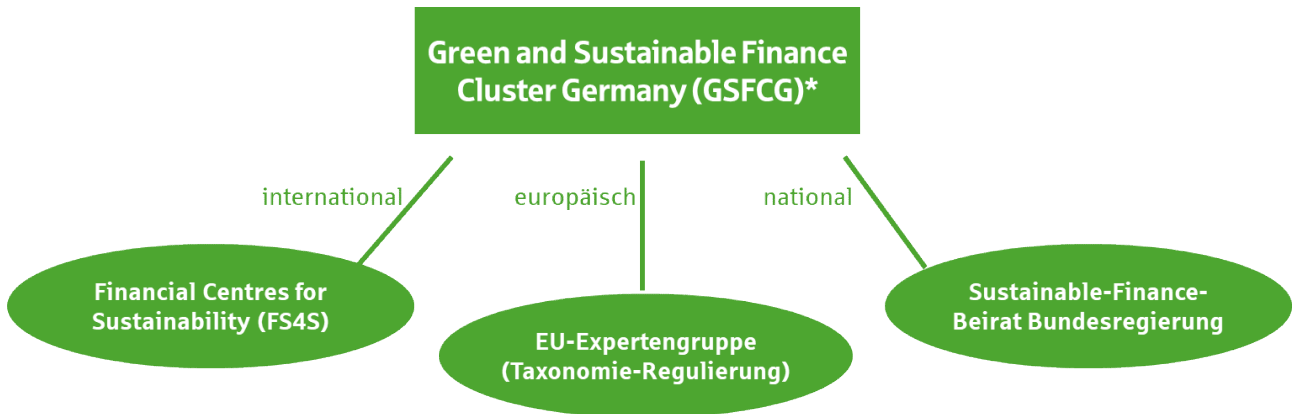 Green and Sustainable Finance
Cluster Germany (GSFCG)*
international
europäisch
national
Financial Centres for
Sustainability (FS4S)
EU-Expertengruppe
(Taxonomie-Regulierung)
Sustainable-Finance-
Beirat Bundesregierung